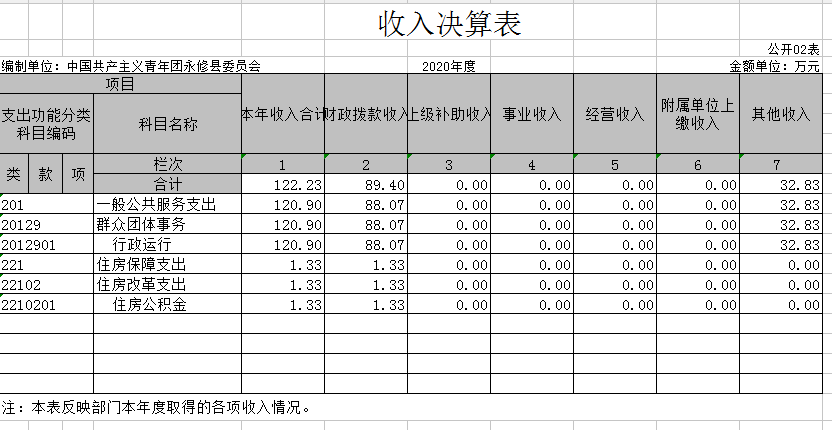 收入决算表
公开02表
编制单位：中国共产主义青年团永修县委员会 2020年度 金额单位：万元
项目 本年收入合计 财政拨款收入 上级补助收入 事业收入 经营收入 附属单位上缴收入 其他收入
支出功能分类科目编码 科目名称
类 款 项 栏次 1 2 3 4 5 6 7
合计 122.23 89.40 0.00 0.00 0.00 0.00 32.83
201 一般公共服务支出 120.90 88.07 0.00 0.00 0.00 0.00 32.83
20129 群众团体事务 120.90 88.07 0.00 0.00 0.00 0.00 32.83
2012901 行政运行 120.90 88.07 0.00 0.00 0.00 0.00 32.83
221 住房保障支出 1.33 1.33 0.00 0.00 0.00 0.00 0.00
22102 住房改革支出 1.33 1.33 0.00 0.00 0.00 0.00 0.00
2210201 住房公积金 1.33 1.33 0.00 0.00 0.00 0.00 0.00
注：本表反映部门本年度取得的各项收入情况。